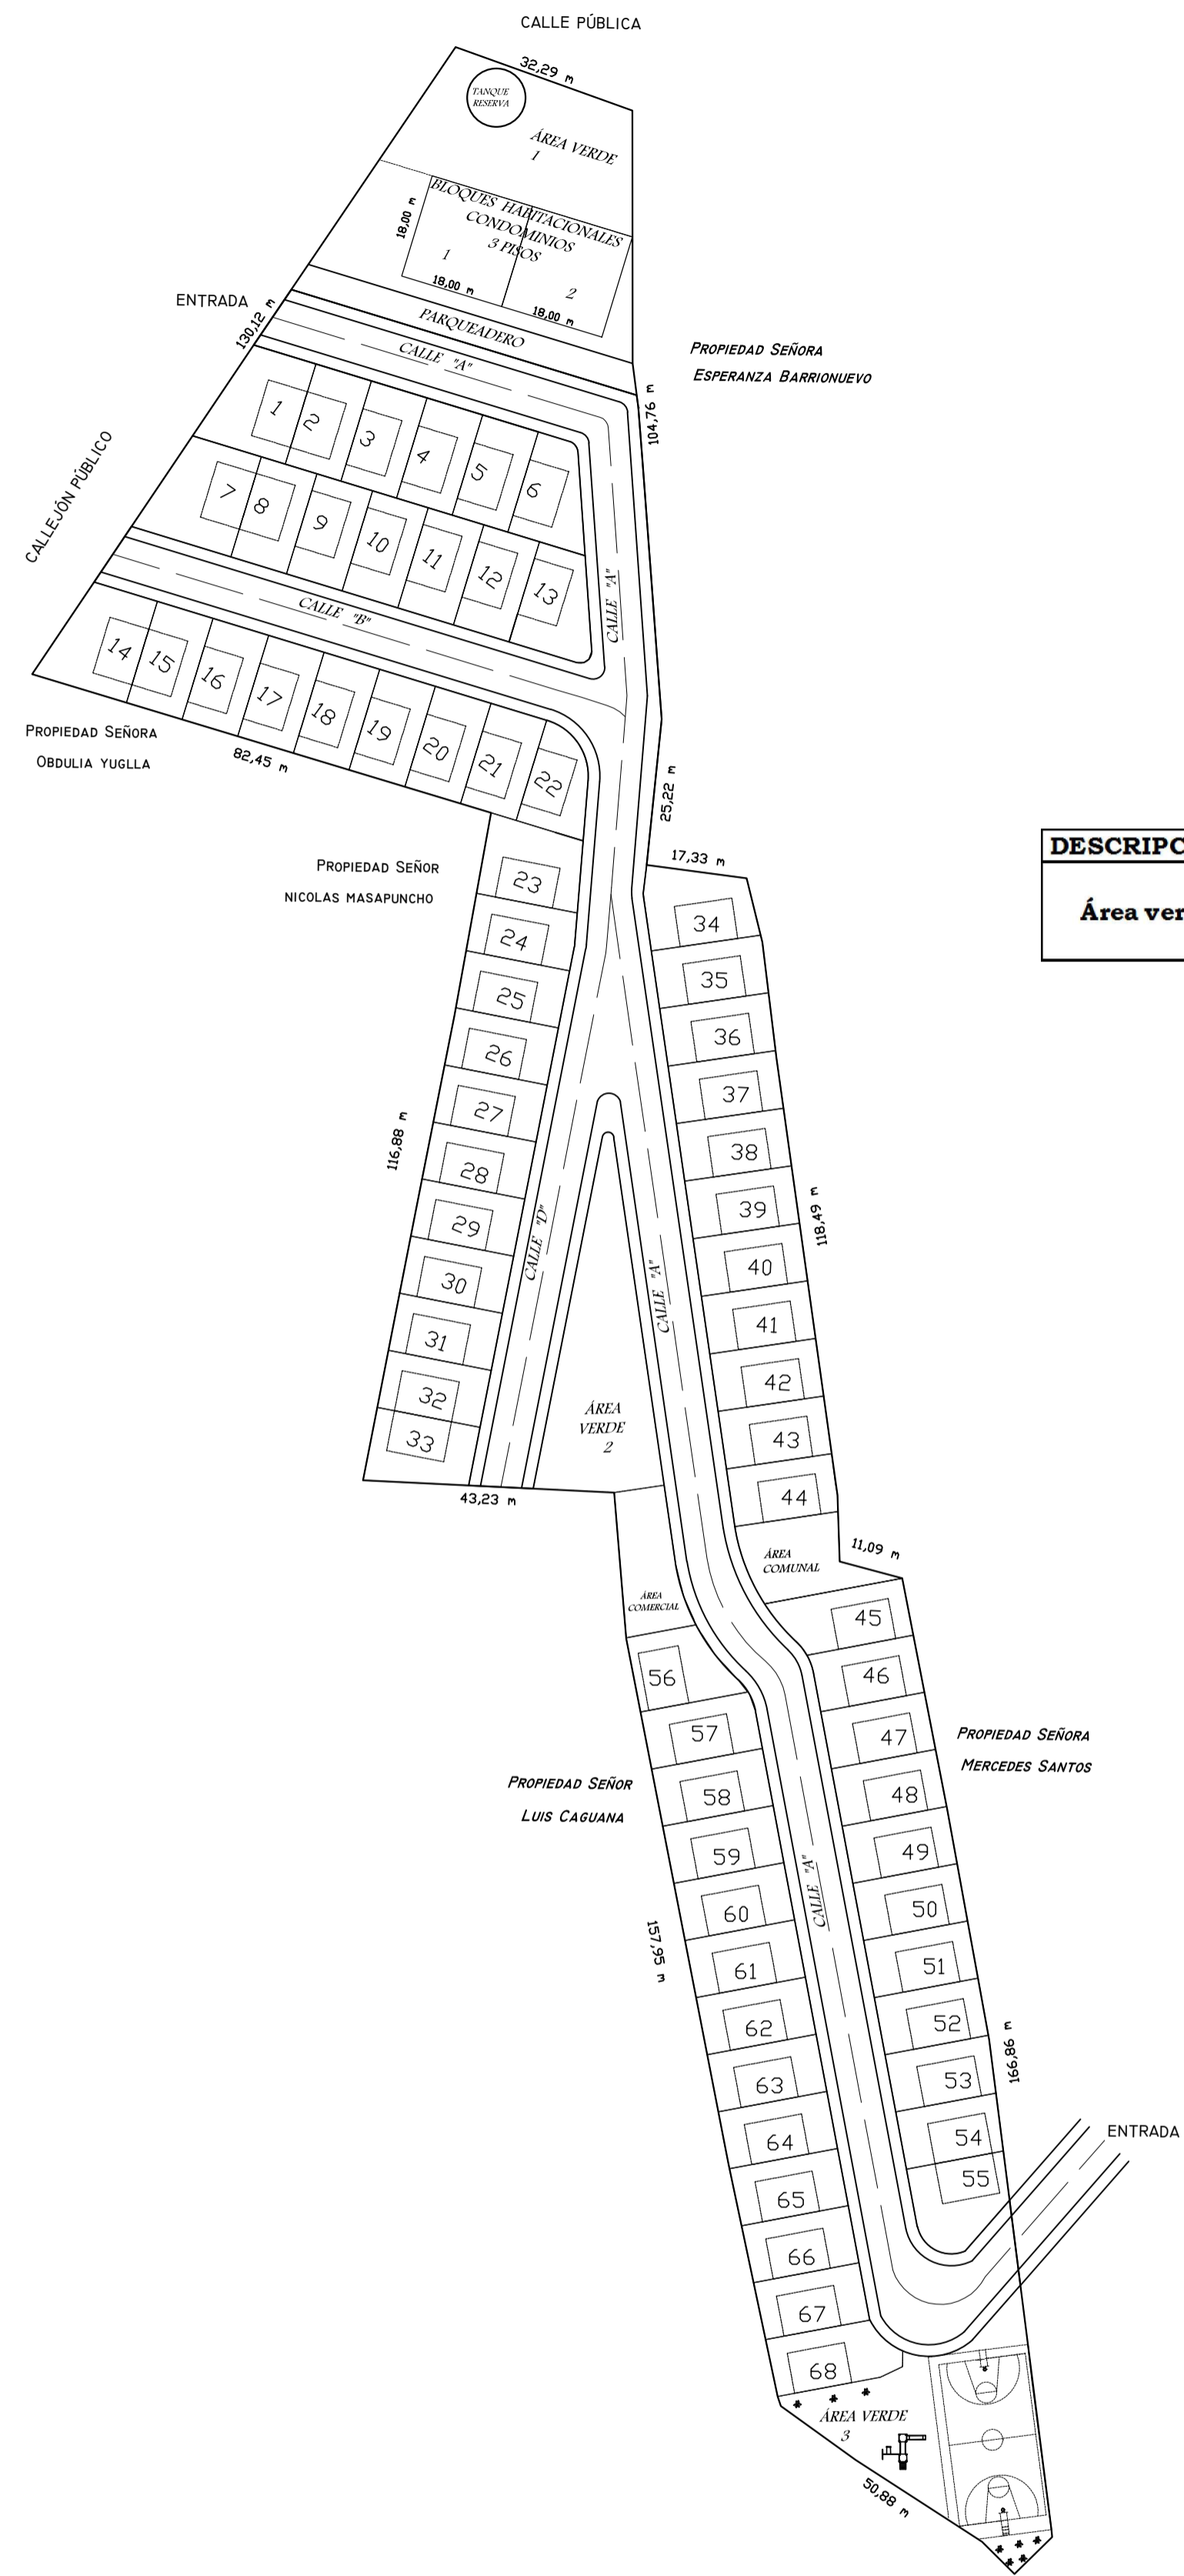 CALLE PÚBLICA
32,29 m
TANQUE
RESERVA
ÁREA VERDE
1
BLOQUES HABITACIONALES
CONDOMINIOS
3 PISOS
18,00 m
1
18,00 m
2
18,00 m
ENTRADA
130,12 m
PARQUEADERO
CALLE "A"
PROPIEDAD SEÑORA
ESPERANZA BARRIONUEVO
104,76 m
CALLEJÓN PÚBLICO
1
2
3
4
5
6
7
8
9
10
11
12
13
CALLE "A"
CALLE "B"
14
15
16
17
18
19
20
21
22
PROPIEDAD SEÑORA
OBDULIA YUGLLA
82,45 m
25,22 m
17,33 m
DESCRIPC
Área ver
PROPIEDAD SEÑOR
NICOLAS MASAPUNCHO
23
24
25
26
27
28
29
30
31
32
33
116,88 m
CALLE "D"
CALLE "A"
34
35
36
37
38
39
40
41
42
43
44
118,49 m
ÁREA
VERDE
2
43,23 m
11,09 m
ÁREA
COMUNAL
ÁREA
COMERCIAL
45
46
47
48
49
50
51
52
53
54
55
PROPIEDAD SEÑORA
MERCEDES SANTOS
56
57
58
59
60
61
62
63
64
65
66
67
68
PROPIEDAD SEÑOR
LUIS CAGUANA
CALLE "A"
157,95 m
166,86 m
ENTRADA
ÁREA VERDE
3
50,88 m